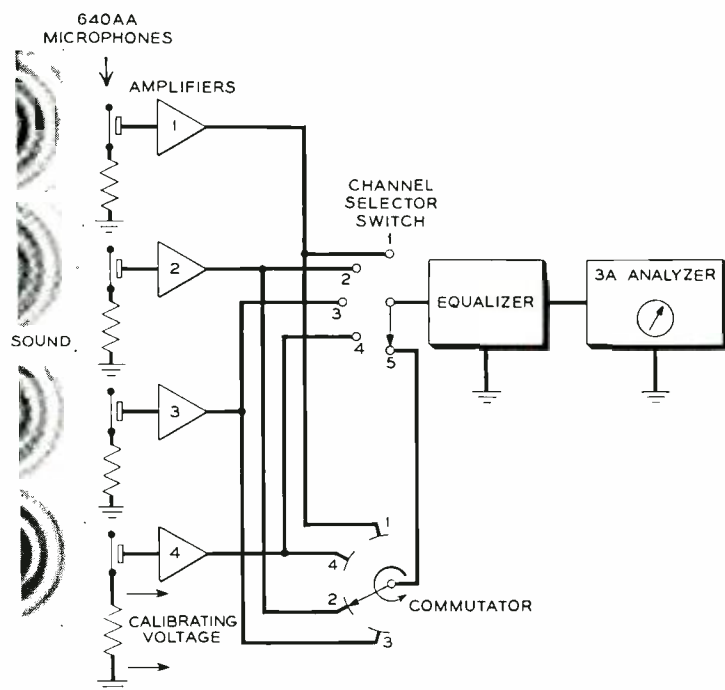 640AA
MICROPHONES
AMPLIFIERS
1
CHANNEL
SELECTOR
SWITCH
1
2
2
3
EQUALIZER
3A ANALYZER
SOUND
4
5
3
1
4
4
2
COMMUTATOR
CALIBRATING
VOLTAGE
3